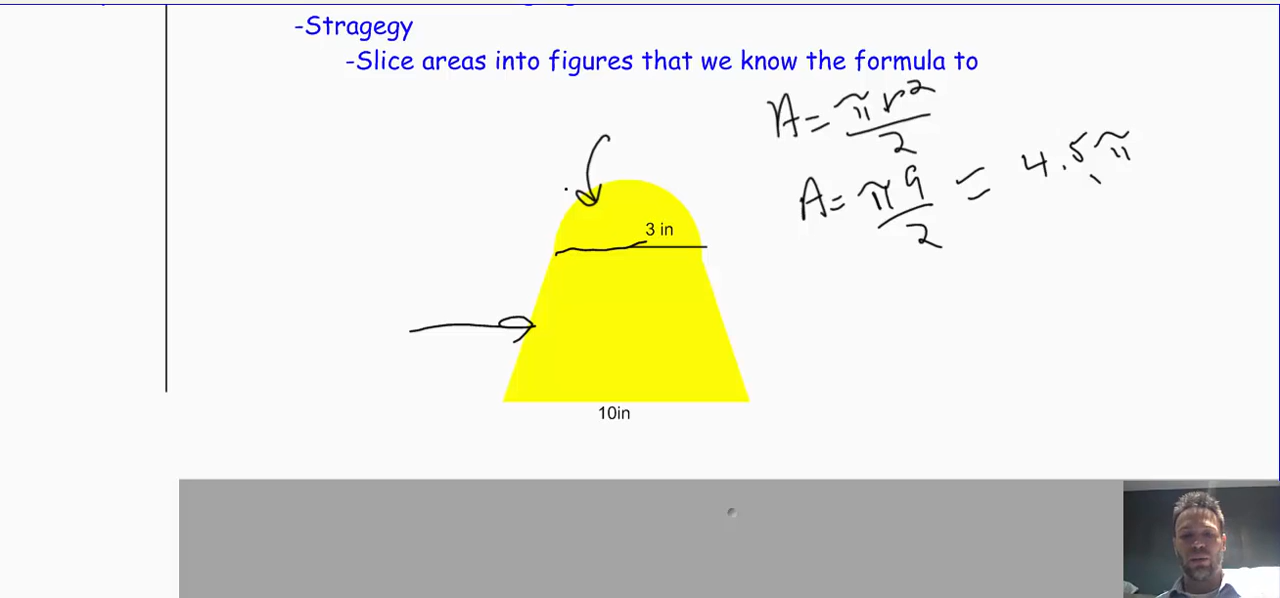 -Stragegy
-Slice areas into figures that we know the formula to
A = πr²/2
A = π9/2 = 4.5π
3 in
10in